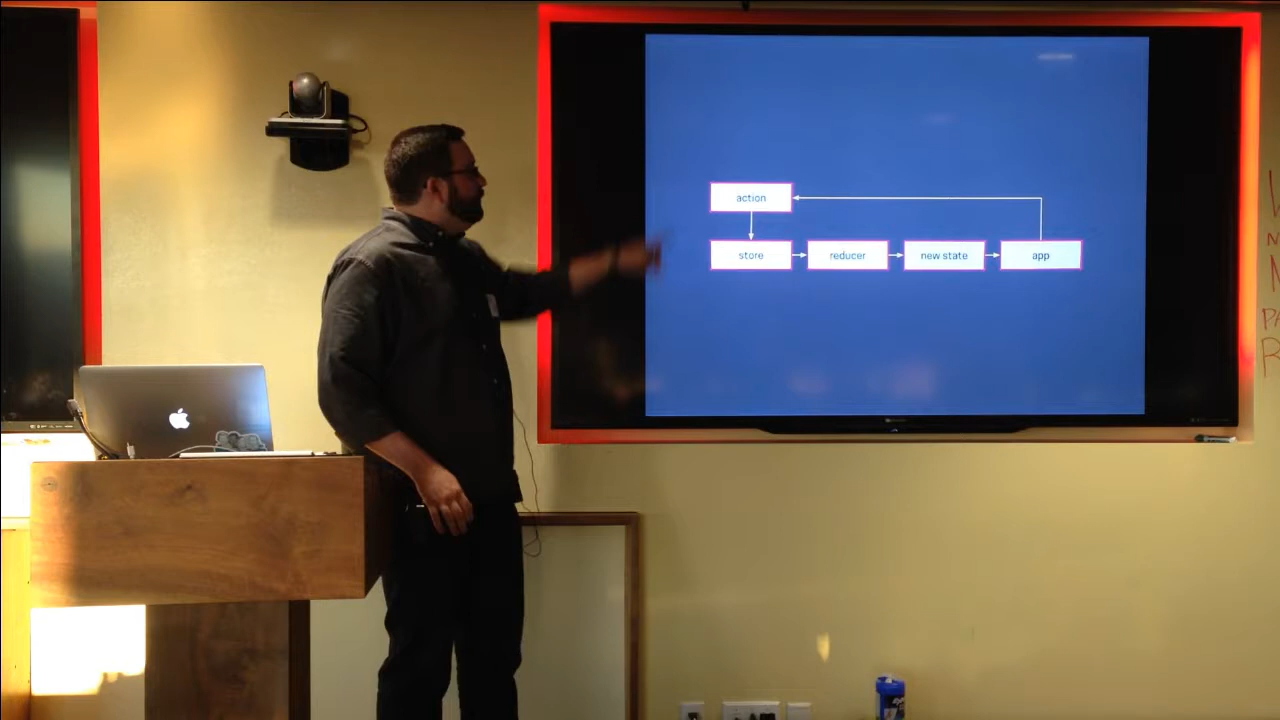 action
store
reducer
new state
app